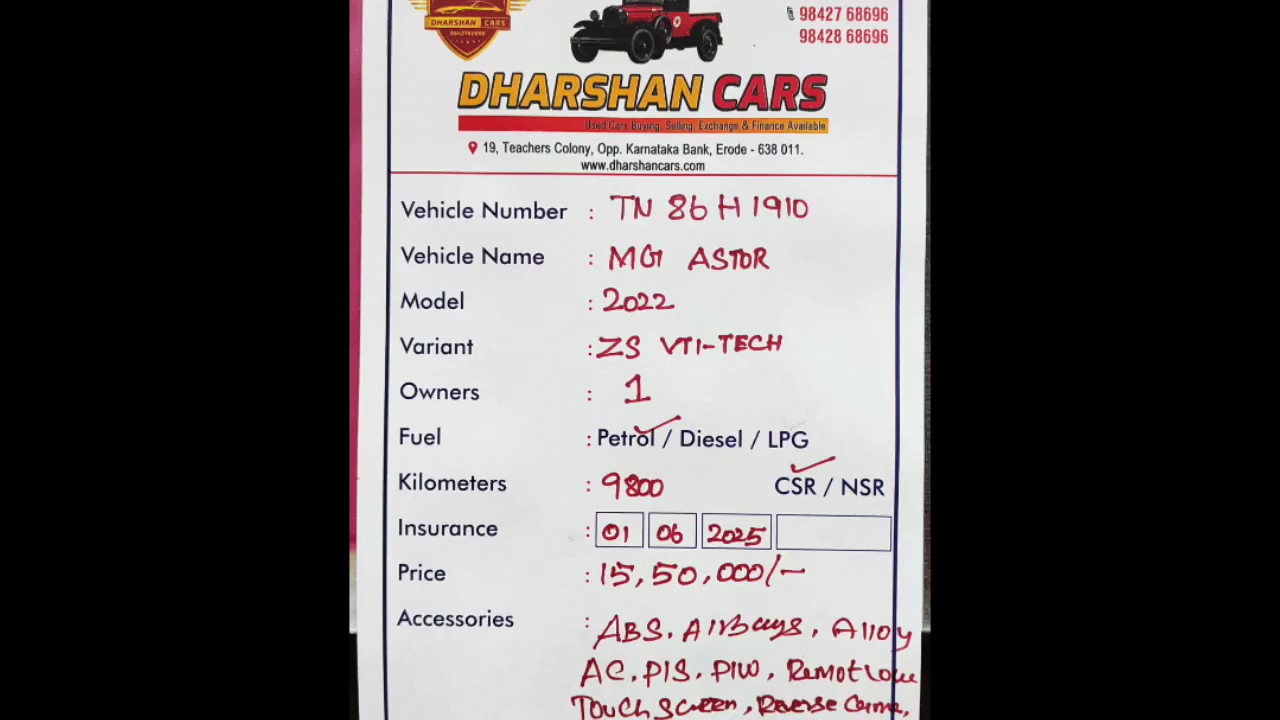 DHARSHAN CARS
9842768696
98427 68696
98428 68696
DHARSHAN CARS
Used Cars Buying, Selling, Exchange & Finance Available
19, Teachers Colony, Opp. Karnataka Bank, Erode - 638 011.
www.dharshancars.com
Vehicle Number : TN 86 H 1910
Vehicle Name : MG ASTOR
Model : 2022
Variant : ZS VTI-TECH
Owners : 1
Fuel : Petrol / Diesel / LPG
Kilometers : 9800 CSR / NSR
Insurance : 01 06 2025
Price : 15,50,000/-
Accessories : ABS, Airbags, Alloy
AC, P/S, P/W, Remot Lock
Touch Screen, Reverse